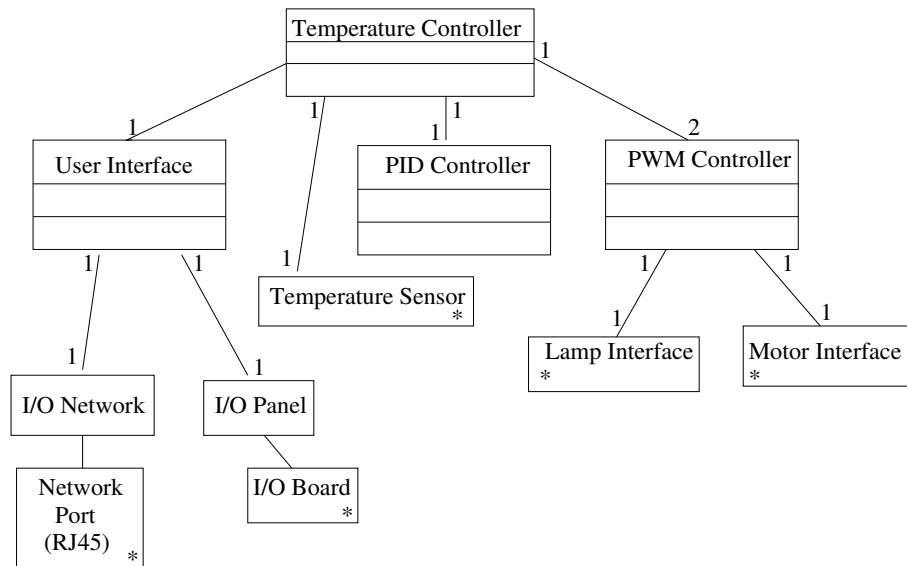 Temperature Controller
1
1
1
1
1
2
User Interface
PID Controller
PWM Controller
1
1
1
1
1
Temperature Sensor
*
1
1
Lamp Interface
*
Motor Interface
*
1
1
I/O Network
I/O Panel
Network
Port
(RJ45)
*
I/O Board
*